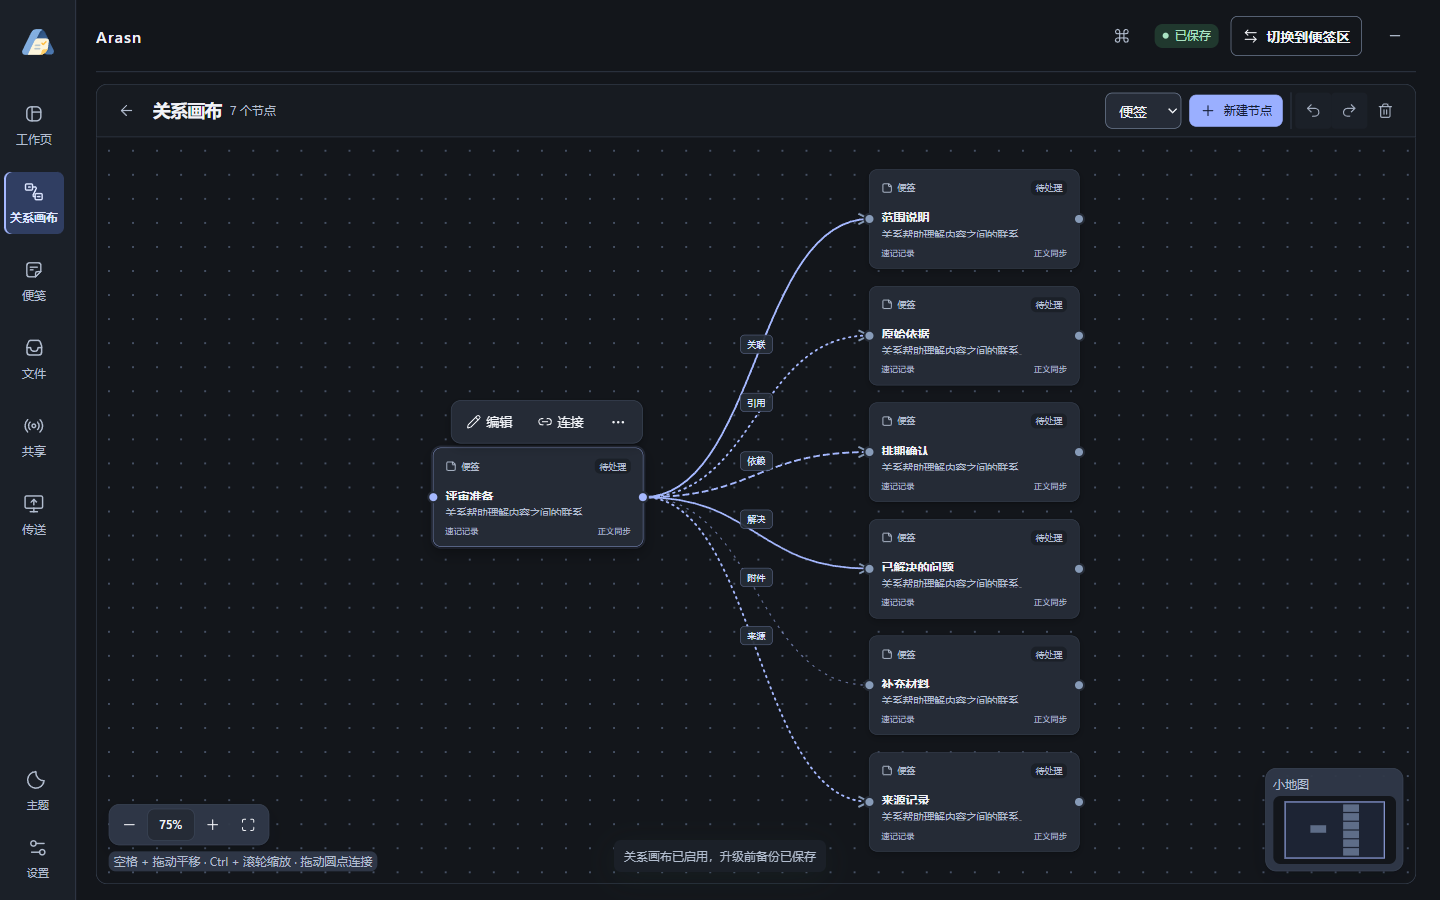 Arasn
已保存
切换到便签区
工作页
关系画布
便笺
文件
共享
传送
主题
设置
关系画布 7 个节点
便签
新建节点
便签 待处理
范围说明
关系帮助理解内容之间的联系
速记记录 正文同步
便签 待处理
原始依据
关系帮助理解内容之间的联系
速记记录 正文同步
便签 待处理
排期确认
关系帮助理解内容之间的联系
速记记录 正文同步
便签 待处理
已解决的问题
关系帮助理解内容之间的联系
速记记录 正文同步
便签 待处理
补充材料
关系帮助理解内容之间的联系
速记记录 正文同步
便签 待处理
来源记录
关系帮助理解内容之间的联系
速记记录 正文同步
关联
引用
依赖
解决
附件
来源
编辑 连接
便签 待处理
评审准备
关系帮助理解内容之间的联系
速记记录 正文同步
75%
空格 + 拖动平移 · Ctrl + 滚轮缩放 · 拖动圆点连接
关系画布已启用，升级前备份已保存
小地图